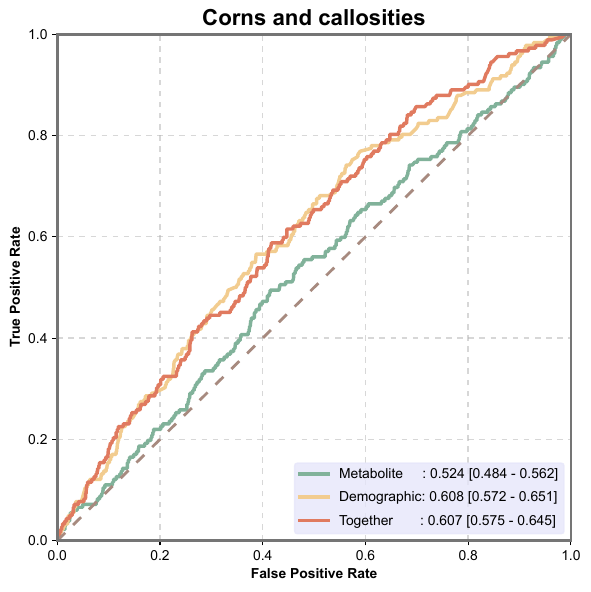 Corns and callosities
True Positive Rate
1.0
0.8
0.6
0.4
0.2
0.0
Metabolite : 0.524 [0.484 - 0.562]
Demographic: 0.608 [0.572 - 0.651]
Together : 0.607 [0.575 - 0.645]
0.0 0.2 0.4 0.6 0.8 1.0
False Positive Rate